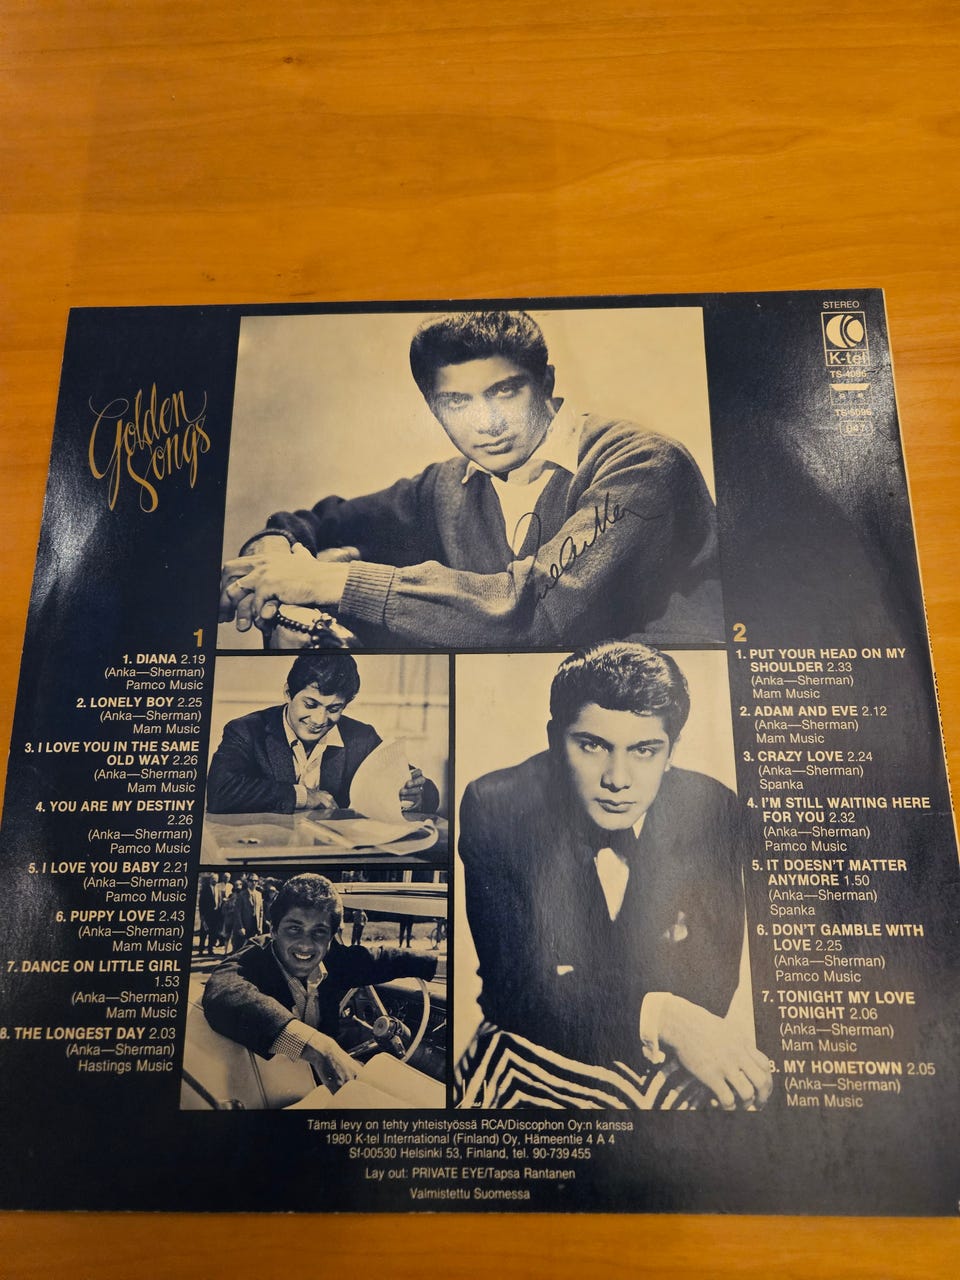 Golden
Songs
STEREO
K-tel
TS-4096
TS-5096
047
1
1. DIANA 2.19
(Anka—Sherman)
Pamco Music
2. LONELY BOY 2.25
(Anka—Sherman)
Mam Music
3. I LOVE YOU IN THE SAME
OLD WAY 2.26
(Anka—Sherman)
Mam Music
4. YOU ARE MY DESTINY
2.26
(Anka—Sherman)
Pamco Music
5. I LOVE YOU BABY 2.21
(Anka—Sherman)
Pamco Music
6. PUPPY LOVE 2.43
(Anka—Sherman)
Mam Music
7. DANCE ON LITTLE GIRL
1.53
(Anka—Sherman)
Mam Music
8. THE LONGEST DAY 2.03
(Anka—Sherman)
Hastings Music
2
1. PUT YOUR HEAD ON MY
SHOULDER 2.33
(Anka—Sherman)
Mam Music
2. ADAM AND EVE 2.12
(Anka—Sherman)
Mam Music
3. CRAZY LOVE 2.24
(Anka—Sherman)
Spanka
4. I'M STILL WAITING HERE
FOR YOU 2.32
(Anka—Sherman)
Pamco Music
5. IT DOESN'T MATTER
ANYMORE 1.50
(Anka—Sherman)
Spanka
6. DON'T GAMBLE WITH
LOVE 2.25
(Anka—Sherman)
Pamco Music
7. TONIGHT MY LOVE
TONIGHT 2.06
(Anka—Sherman)
Mam Music
8. MY HOMETOWN 2.05
(Anka—Sherman)
Mam Music
Tämä levy on tehty yhteistyössä RCA/Discophon Oy:n kanssa
1980 K-tel International (Finland) Oy, Hämeentie 4 A 4
Sf-00530 Helsinki 53, Finland, tel. 90-739 455
Lay out: PRIVATE EYE/Tapsa Rantanen
Valmistettu Suomessa